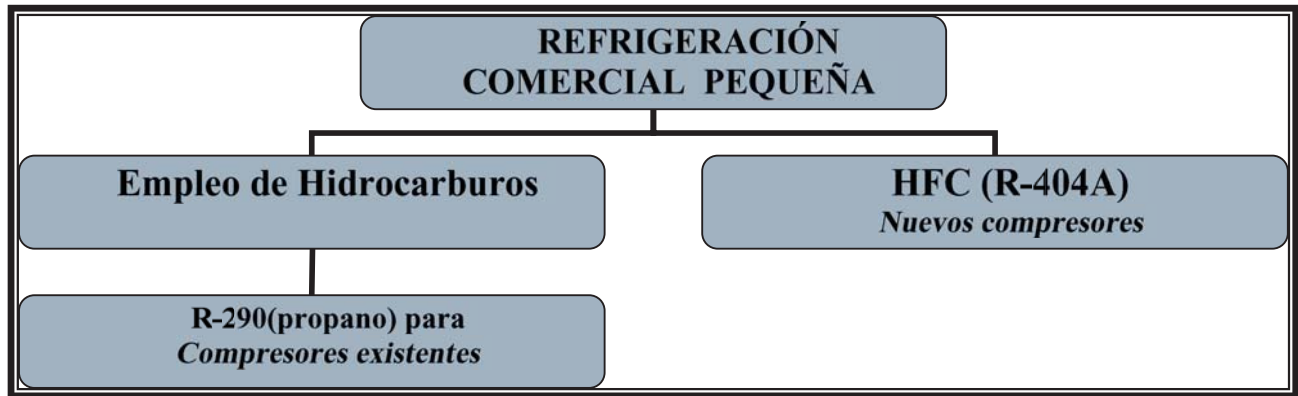 REFRIGERACIÓN
COMERCIAL PEQUEÑA
Empleo de Hidrocarburos
HFC (R-404A)
Nuevos compresores
R-290(propano) para
Compresores existentes